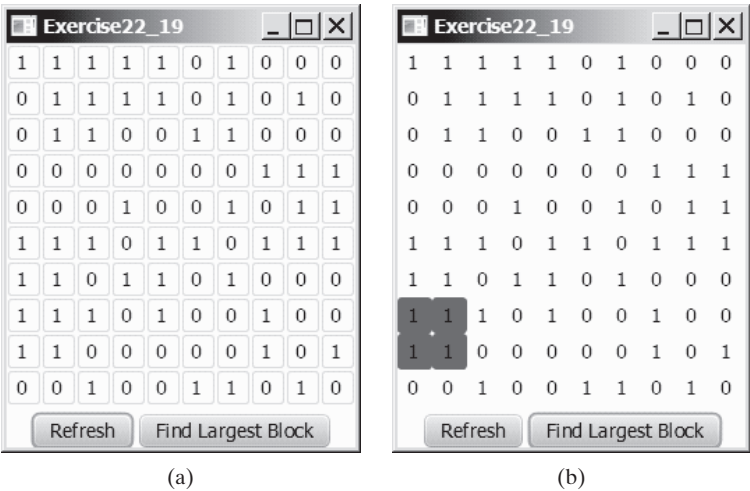 Exercise22_19
1 1 1 1 1 0 1 0 0 0
0 1 1 1 1 0 1 0 1 0
0 1 1 0 0 1 1 0 0 0
0 0 0 0 0 0 0 1 1 1
0 0 0 1 0 0 1 0 1 1
1 1 1 0 1 1 0 1 1 1
1 1 0 1 1 0 1 0 0 0
1 1 1 0 1 0 0 1 0 0
1 1 0 0 0 0 0 1 0 1
0 0 1 0 0 1 1 0 1 0
Refresh Find Largest Block
(a)
Exercise22_19
1 1 1 1 1 0 1 0 0 0
0 1 1 1 1 0 1 0 1 0
0 1 1 0 0 1 1 0 0 0
0 0 0 0 0 0 0 1 1 1
0 0 0 1 0 0 1 0 1 1
1 1 1 0 1 1 0 1 1 1
1 1 0 1 1 0 1 0 0 0
1 1 1 0 1 0 0 1 0 0
1 1 0 0 0 0 0 1 0 1
0 0 1 0 0 1 1 0 1 0
Refresh Find Largest Block
(b)